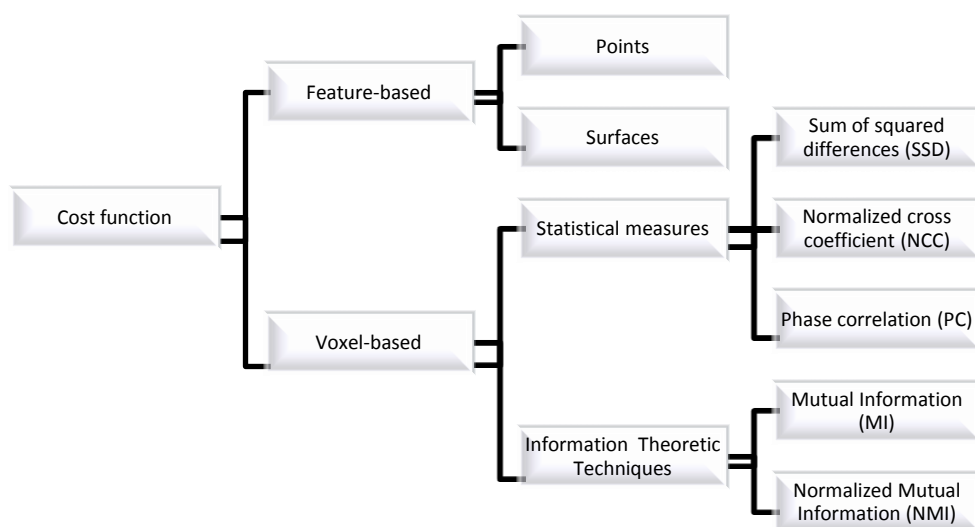 Cost function
Feature-based
Points
Surfaces
Voxel-based
Statistical measures
Sum of squared
differences (SSD)
Normalized cross
coefficient (NCC)
Phase correlation (PC)
Information Theoretic
Techniques
Mutual Information
(MI)
Normalized Mutual
Information (NMI)